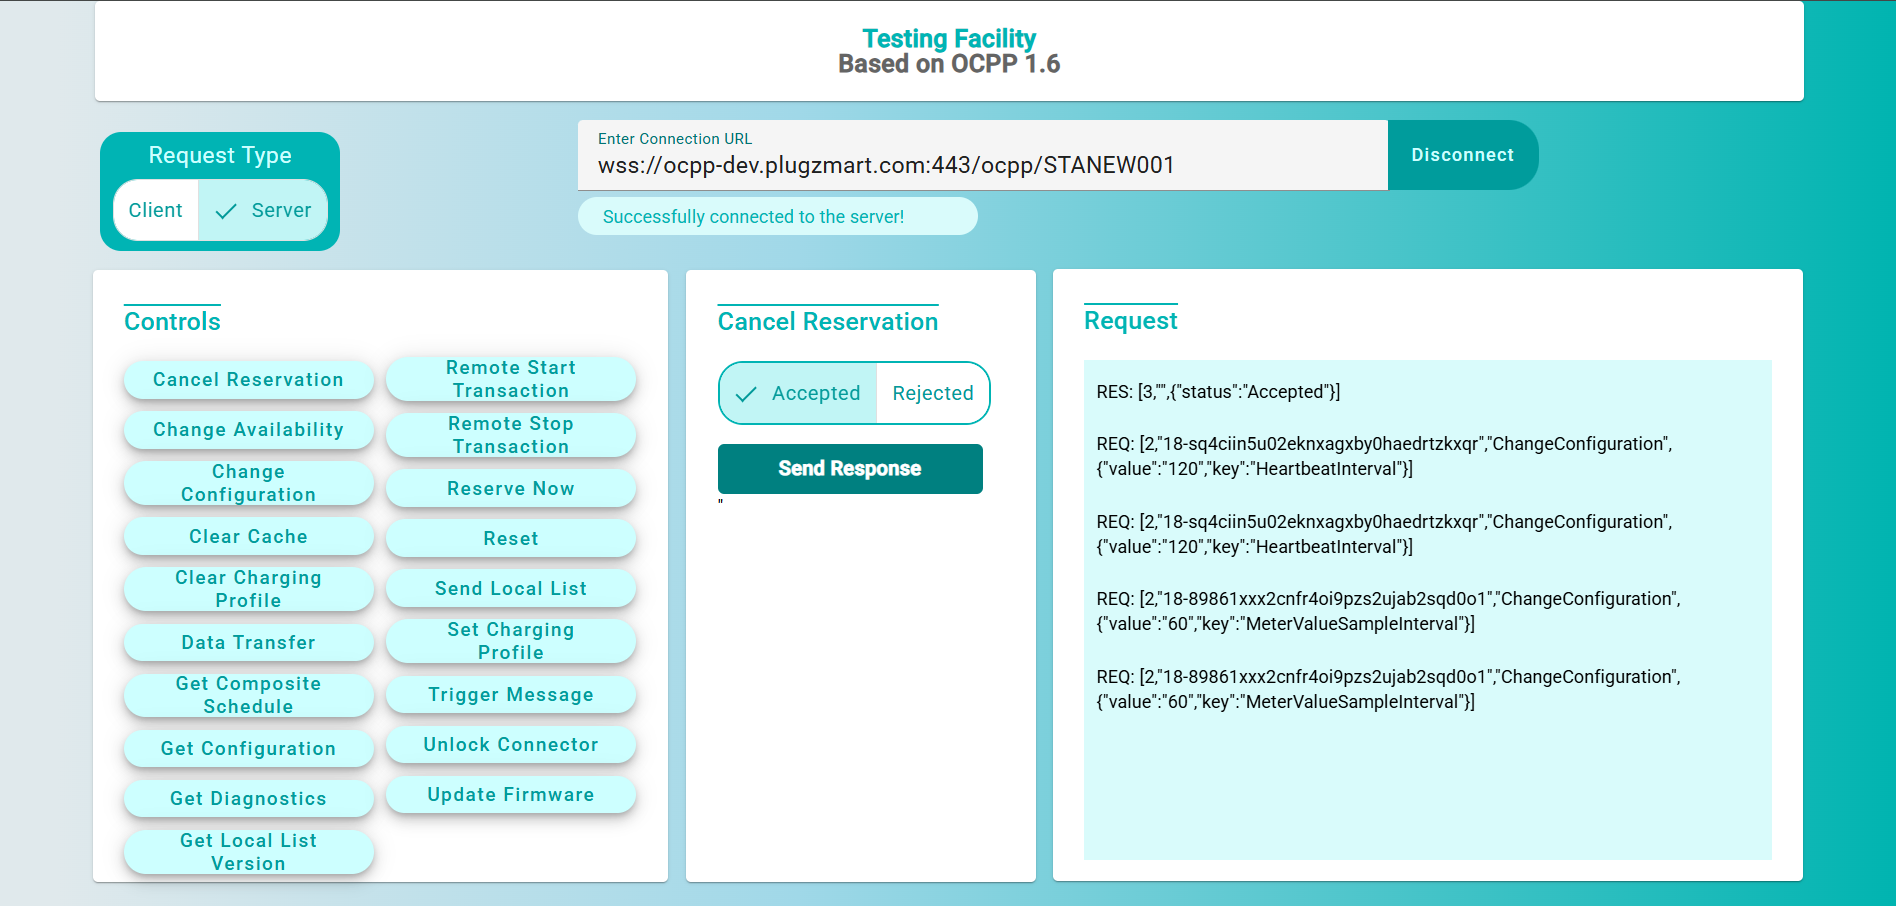 Testing Facility
Based on OCPP 1.6
Request Type
Client
Server
Enter Connection URL
wss://ocpp-dev.plugzmart.com:443/ocpp/STANEW001
Disconnect
Successfully connected to the server!
Controls
Cancel Reservation
Change Availability
Change
Configuration
Clear Cache
Clear Charging
Profile
Data Transfer
Get Composite
Schedule
Get Configuration
Get Diagnostics
Get Local List
Version
Remote Start
Transaction
Remote Stop
Transaction
Reserve Now
Reset
Send Local List
Set Charging
Profile
Trigger Message
Unlock Connector
Update Firmware
Cancel Reservation
Accepted
Rejected
Send Response
"
Request
RES: [3,"",{"status":"Accepted"}]
REQ: [2,"18-sq4ciin5u02eknxagxby0haedrtzkxqr","ChangeConfiguration",
{"value":"120","key":"HeartbeatInterval"}]
REQ: [2,"18-sq4ciin5u02eknxagxby0haedrtzkxqr","ChangeConfiguration",
{"value":"120","key":"HeartbeatInterval"}]
REQ: [2,"18-89861xxx2cnfr4oi9pzs2ujab2sqd0o1","ChangeConfiguration",
{"value":"60","key":"MeterValueSampleInterval"}]
REQ: [2,"18-89861xxx2cnfr4oi9pzs2ujab2sqd0o1","ChangeConfiguration",
{"value":"60","key":"MeterValueSampleInterval"}]